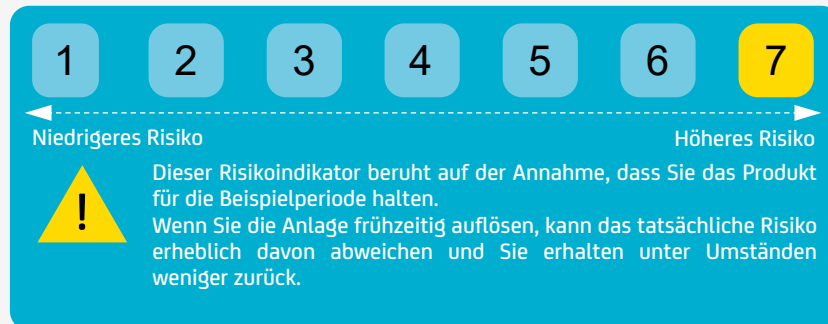 1 2 3 4 5 6 7
Niedrigeres Risiko Höheres Risiko
!
Dieser Risikoindikator beruht auf der Annahme, dass Sie das Produkt
für die Beispielperiode halten.
Wenn Sie die Anlage frühzeitig auflösen, kann das tatsächliche Risiko
erheblich davon abweichen und Sie erhalten unter Umständen
weniger zurück.